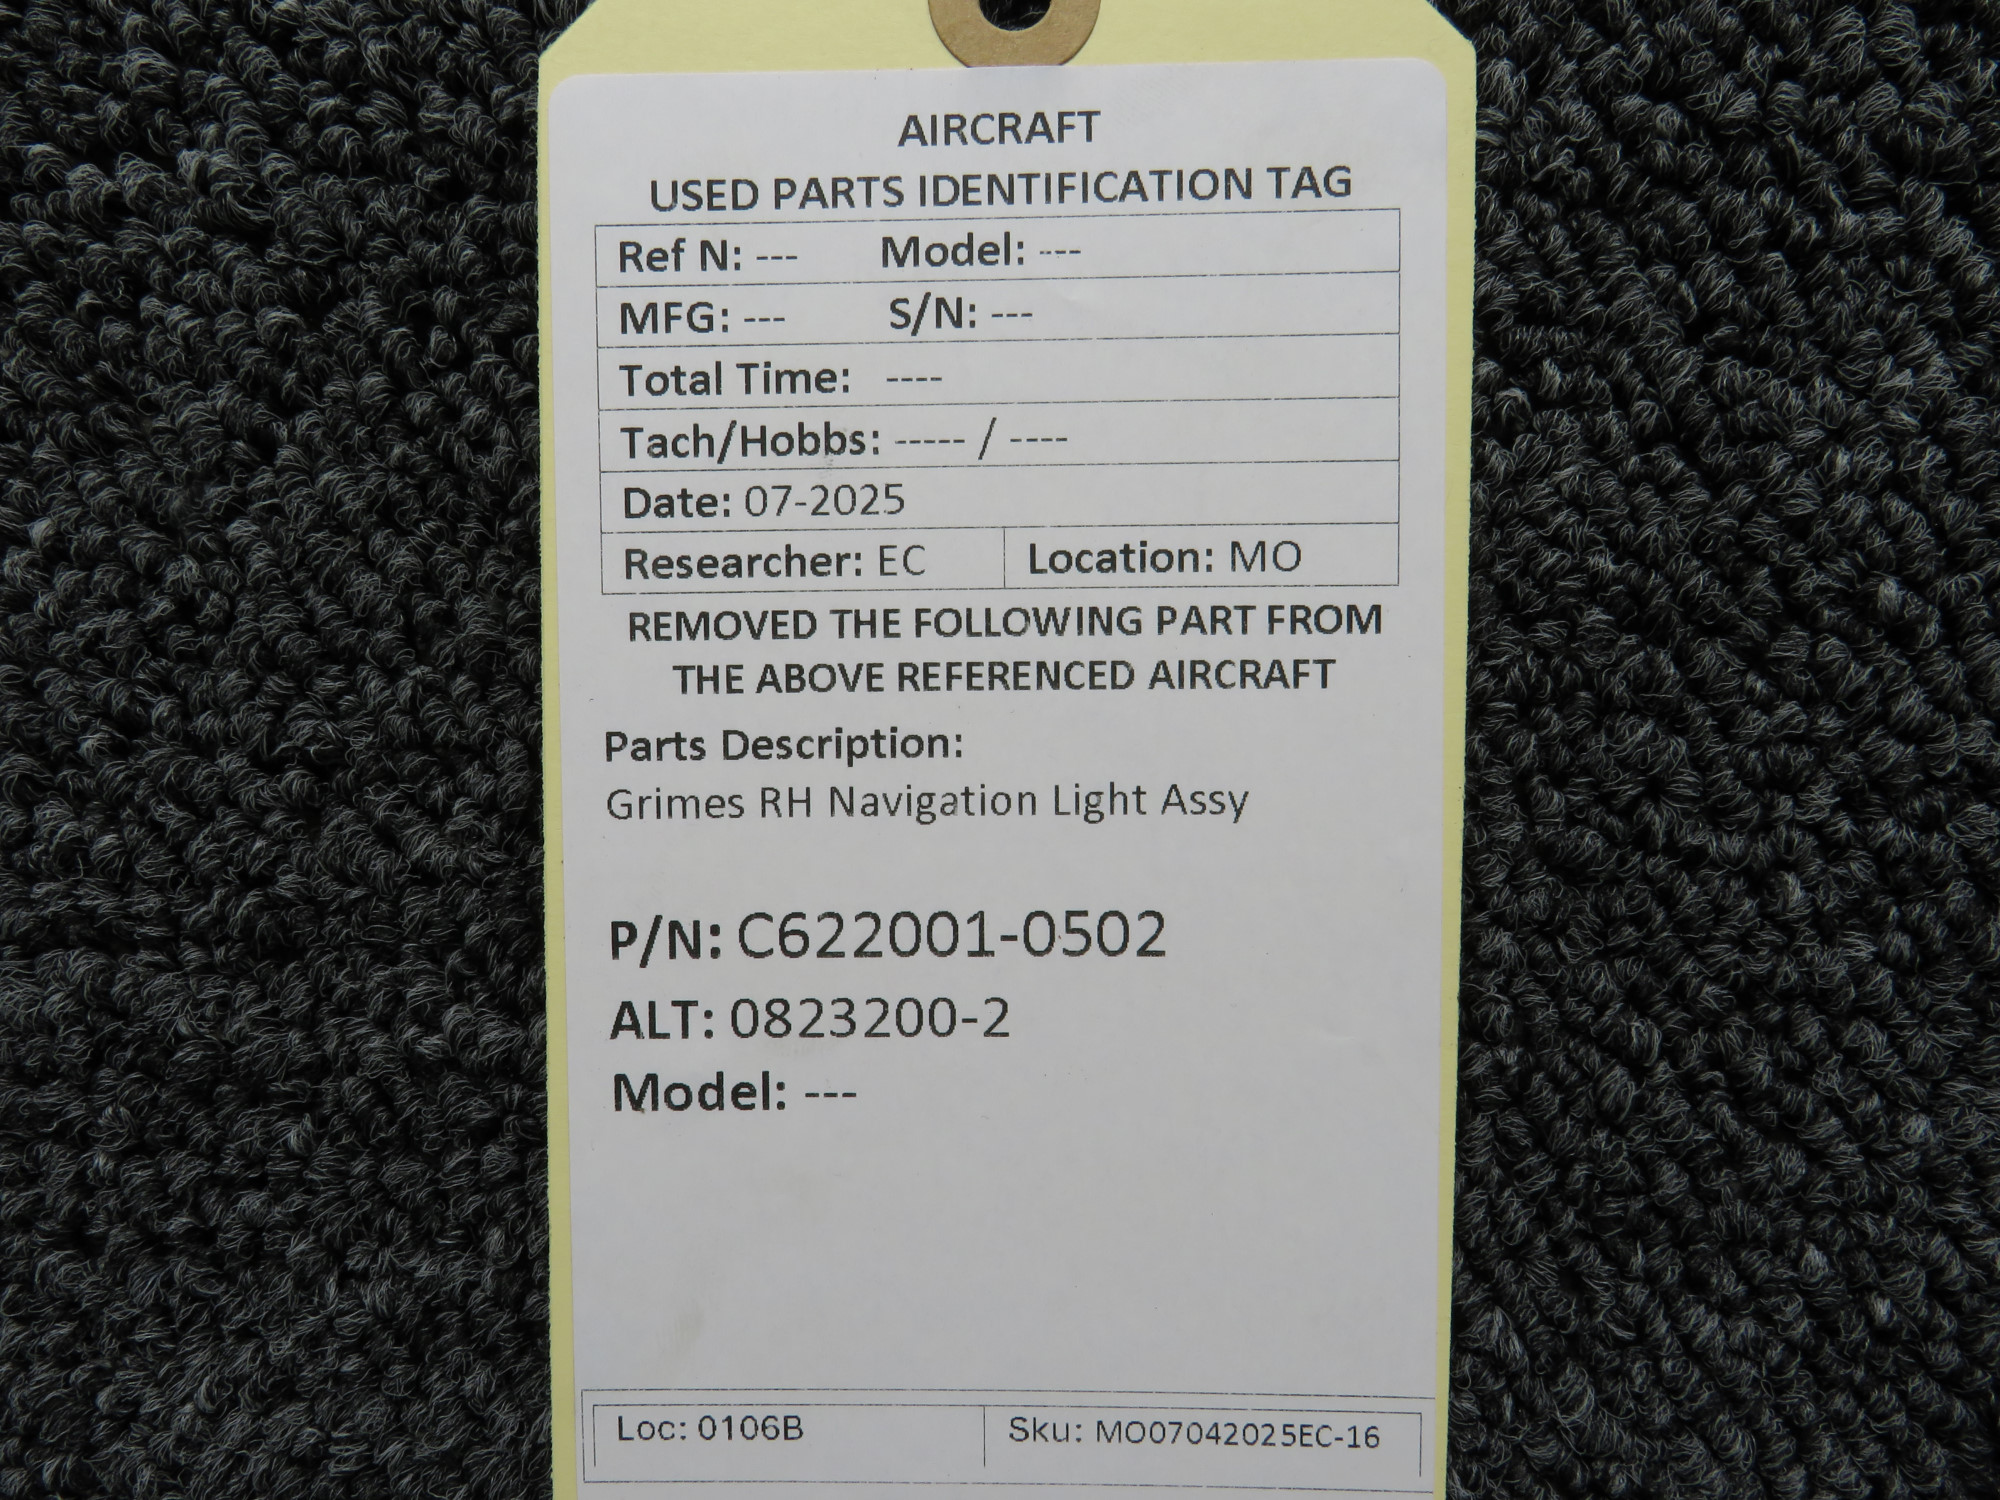 AIRCRAFT
USED PARTS IDENTIFICATION TAG
Ref N: --- Model: ---
MFG: --- S/N: ---
Total Time: ----
Tach/Hobbs: ----- / ----
Date: 07-2025
Researcher: EC Location: MO
REMOVED THE FOLLOWING PART FROM
THE ABOVE REFERENCED AIRCRAFT
Parts Description:
Grimes RH Navigation Light Assy
P/N: C622001-0502
ALT: 0823200-2
Model: ---
Loc: 0106B Sku: MO07042025EC-16